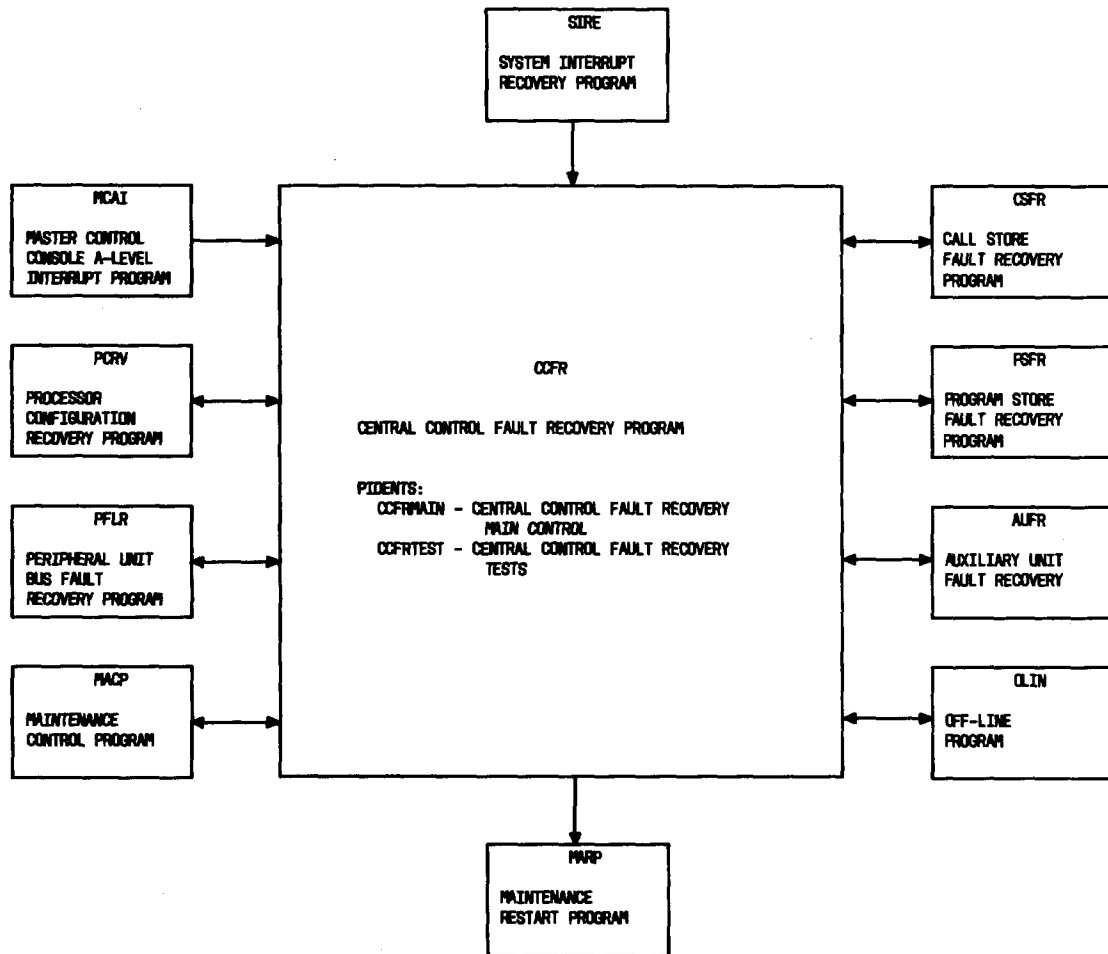 SIRE
SYSTEM INTERRUPT
RECOVERY PROGRAM
MCAI
MASTER CONTROL
CONSOLE A-LEVEL
INTERRUPT PROGRAM
PCRV
PROCESSOR
CONFIGURATION
RECOVERY PROGRAM
PFLR
PERIPHERAL UNIT
BUS FAULT
RECOVERY PROGRAM
MACP
MAINTENANCE
CONTROL PROGRAM
CCFR
CENTRAL CONTROL FAULT RECOVERY PROGRAM
PIDENTS:
CCFRMAIN - CENTRAL CONTROL FAULT RECOVERY
MAIN CONTROL
CCFRTEST - CENTRAL CONTROL FAULT RECOVERY
TESTS
CSFR
CALL STORE
FAULT RECOVERY
PROGRAM
PSFR
PROGRAM STORE
FAULT RECOVERY
PROGRAM
AUFR
AUXILIARY UNIT
FAULT RECOVERY
OLIN
OFF-LINE
PROGRAM
MARP
MAINTENANCE
RESTART PROGRAM